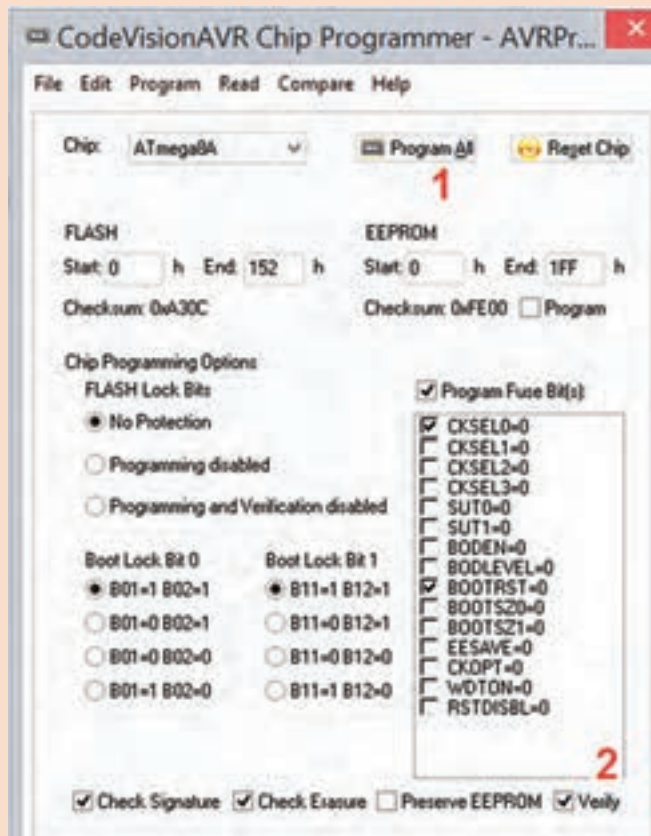 CodeVisionAVR Chip Programmer - AVRPr...
File Edit Program Read Compare Help
Chip: ATmega8A Program All Reset Chip
1
FLASH EEPROM
Start: 0 h End: 152 h Start: 0 h End: 1FF h
Checksum: 0xA30C Checksum: 0xFE00 Program
Chip Programming Options
FLASH Lock Bits Program Fuse Bit(s):
No Protection
Programming disabled
Programming and Verification disabled
CKSEL0=0
CKSEL1=0
CKSEL2=0
CKSEL3=0
SUT0=0
SUT1=0
BODEN=0
BODLEVEL=0
BOOTRST=0
BOOTSZ0=0
BOOTSZ1=0
EESAVE=0
CKOPT=0
WDTON=0
RSTDISBL=0
Boot Lock Bit 0 Boot Lock Bit 1
B01=1 B02=1 B11=1 B12=1
B01=0 B02=1 B11=0 B12=1
B01=0 B02=0 B11=0 B12=0
B01=1 B02=0 B11=1 B12=0
2
Check Signature Check Erasure Preserve EEPROM Verify